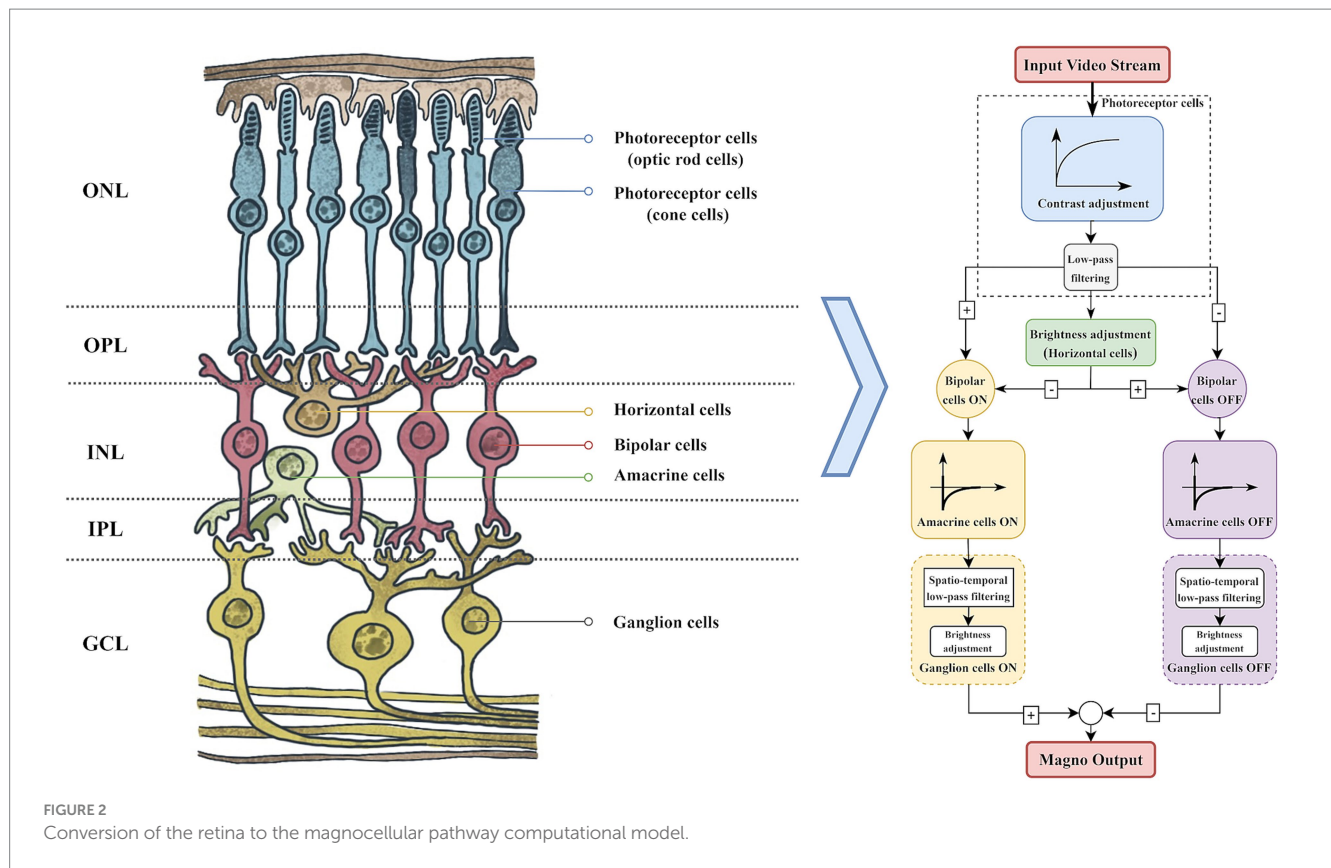 ONL
OPL
INL
IPL
GCL
Photoreceptor cells
(optic rod cells)
Photoreceptor cells
(cone cells)
Horizontal cells
Bipolar cells
Amacrine cells
Ganglion cells
Input Video Stream
Photoreceptor cells
Contrast adjustment
Low-pass
filtering
+
-
Brightness adjustment
(Horizontal cells)
Bipolar
cells ON
-
+
Bipolar
cells OFF
Amacrine cells ON
Amacrine cells OFF
Spatio-temporal
low-pass filtering
Brightness
adjustment
Ganglion cells ON
Spatio-temporal
low-pass filtering
Brightness
adjustment
Ganglion cells OFF
+
-
Magno Output
FIGURE 2
Conversion of the retina to the magnocellular pathway computational model.